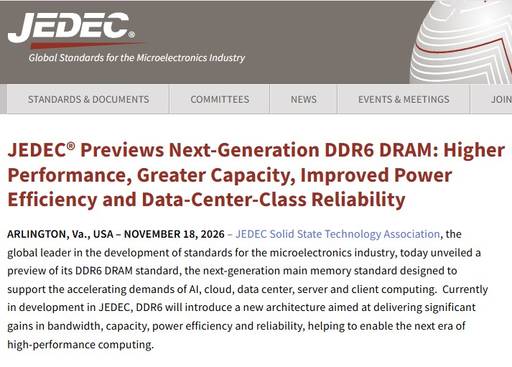 JEDEC®
Global Standards for the Microelectronics Industry
STANDARDS & DOCUMENTS COMMITTEES NEWS EVENTS & MEETINGS JOIN
JEDEC® Previews Next-Generation DDR6 DRAM: Higher
Performance, Greater Capacity, Improved Power
Efficiency and Data-Center-Class Reliability
ARLINGTON, Va., USA – NOVEMBER 18, 2026 – JEDEC Solid State Technology Association, the
global leader in the development of standards for the microelectronics industry, today unveiled a
preview of its DDR6 DRAM standard, the next-generation main memory standard designed to
support the accelerating demands of AI, cloud, data center, server and client computing. Currently
in development in JEDEC, DDR6 will introduce a new architecture aimed at delivering significant
gains in bandwidth, capacity, power efficiency and reliability, helping to enable the next era of
high-performance computing.